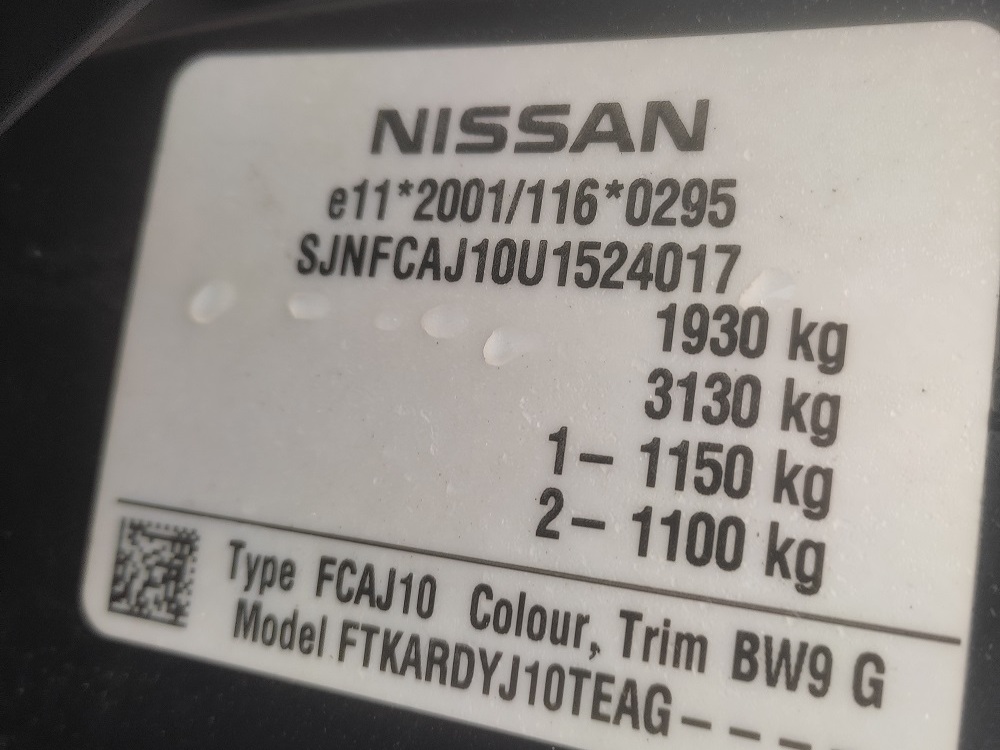 NISSAN
e11*2001/116*0295
SJNFCAJ10U1524017
1930 kg
3130 kg
1– 1150 kg
2– 1100 kg
Type FCAJ10 Colour, Trim BW9 G
Model FTKARDYJ10TEAG– – – –